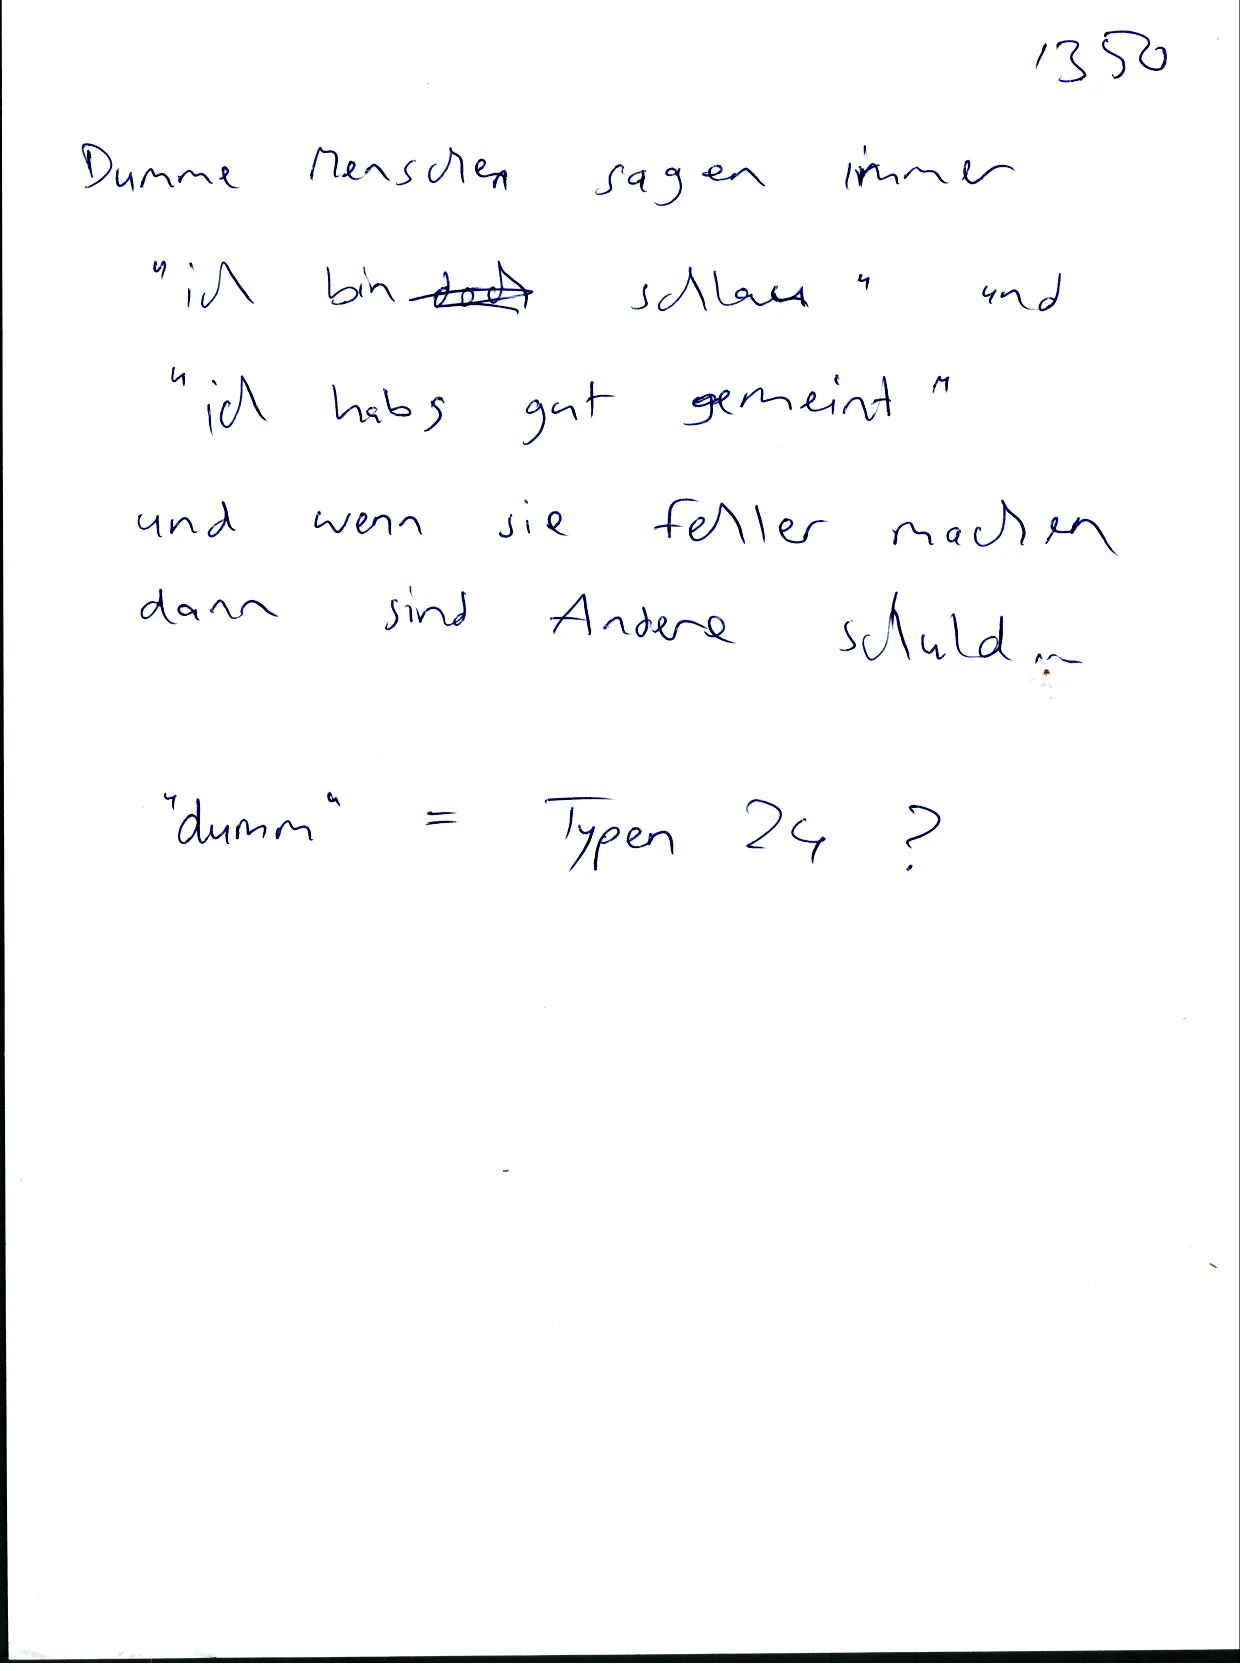 1350
Dumme Menschen sagen immer
"ich bin doch schlau" und
"ich habs gut gemeint"
und wenn sie fehler machen
dann sind Andere schuld ...
"dumm" = Typen 24 ?